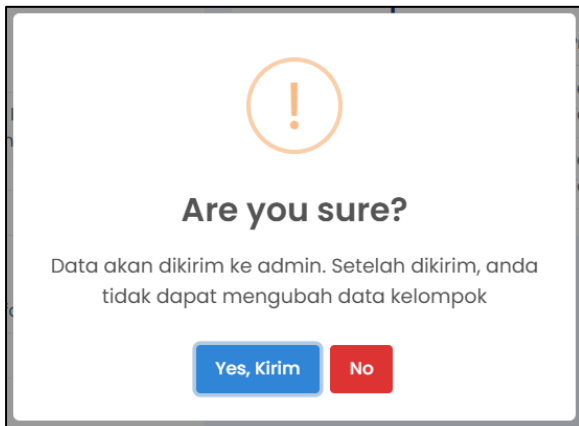 !
Are you sure?
Data akan dikirim ke admin. Setelah dikirim, anda
tidak dapat mengubah data kelompok
Yes, Kirim
No